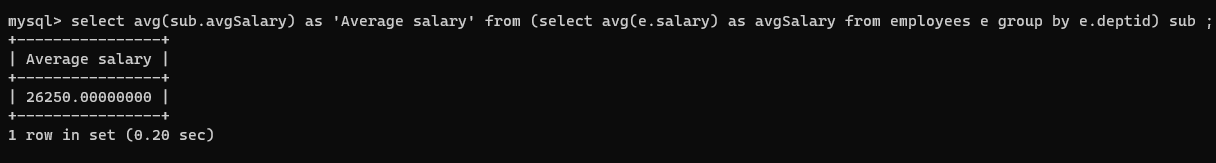 mysql> select avg(sub.avgSalary) as 'Average salary' from (select avg(e.salary) as avgSalary from employees e group by e.deptid) sub ;
+----------------+
| Average salary |
+----------------+
| 26250.00000000 |
+----------------+
1 row in set (0.20 sec)